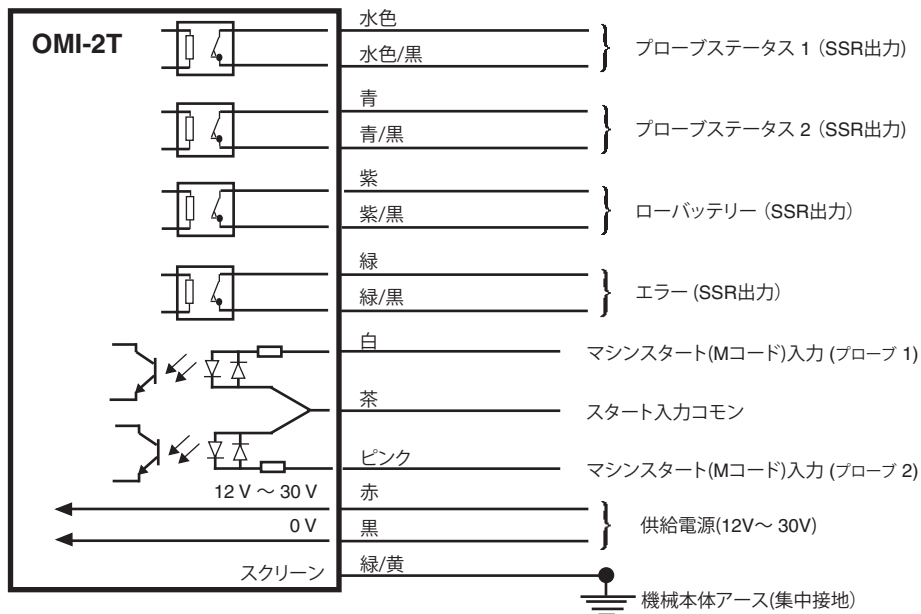 OMI-2T
水色
水色/黒
プローブステータス 1 (SSR出力)
青
青/黒
プローブステータス 2 (SSR出力)
紫
紫/黒
ローバッテリー (SSR出力)
緑
緑/黒
エラー (SSR出力)
白
マシンスタート(Mコード)入力 (プローブ 1)
茶
スタート入力コモン
ピンク
マシンスタート(Mコード)入力 (プローブ 2)
12 V ～ 30 V
赤
0 V
黒
供給電源(12V～ 30V)
スクリーン
緑/黄
機械本体アース(集中接地)